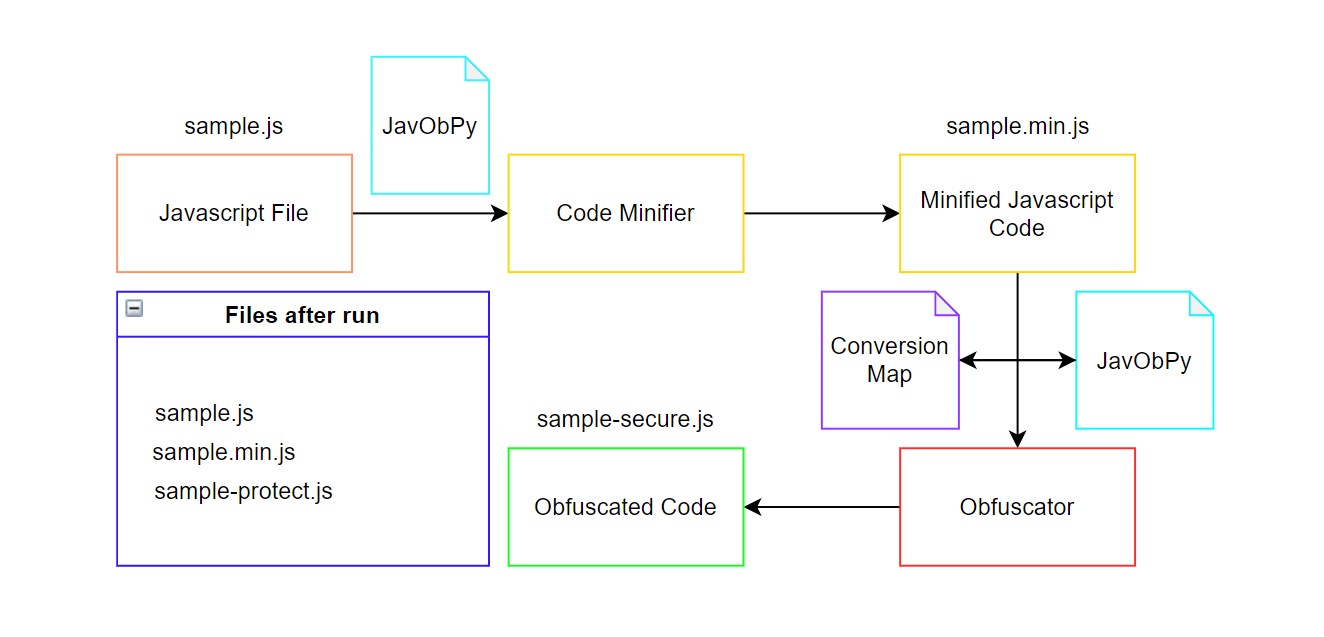 sample.js
JavObPy
sample.min.js
Javascript File
Code Minifier
Minified Javascript
Code
Files after run
sample.js
sample.min.js
sample-protect.js
Conversion
Map
JavObPy
sample-secure.js
Obfuscated Code
Obfuscator